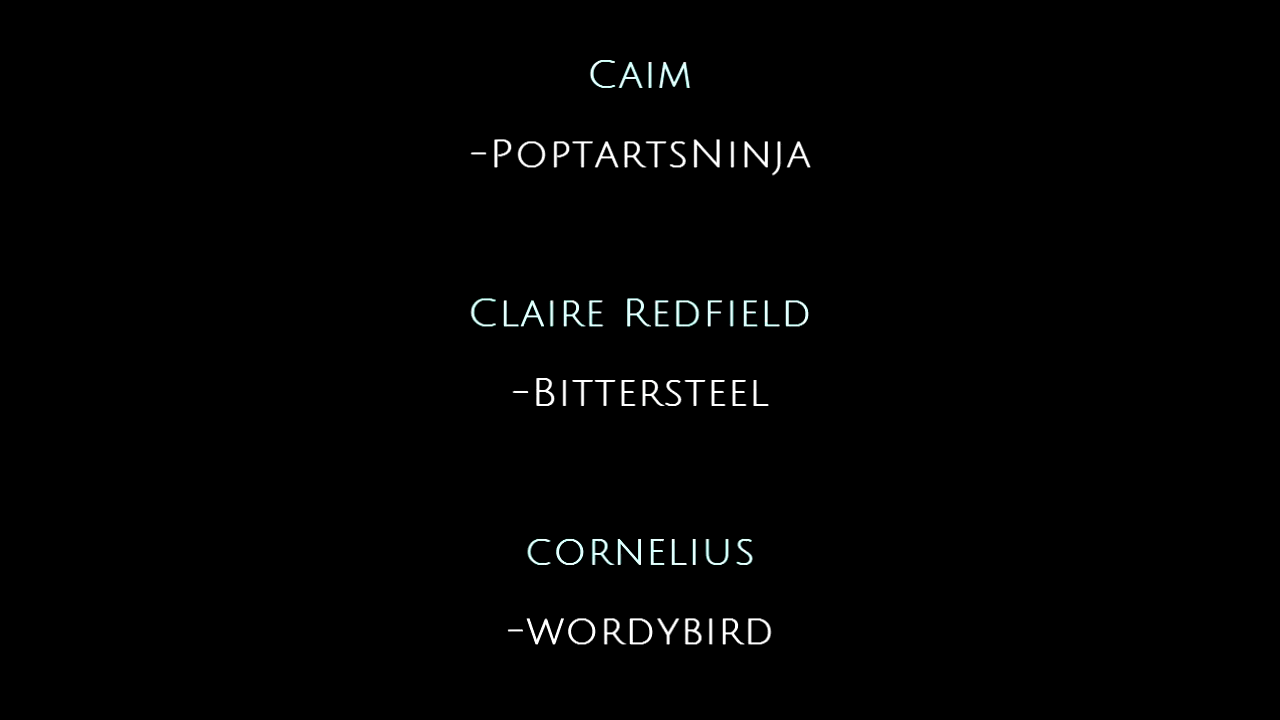 Caim
-PoptartsNinja
Claire Redfield
-Bittersteel
cornelius
-wordybird